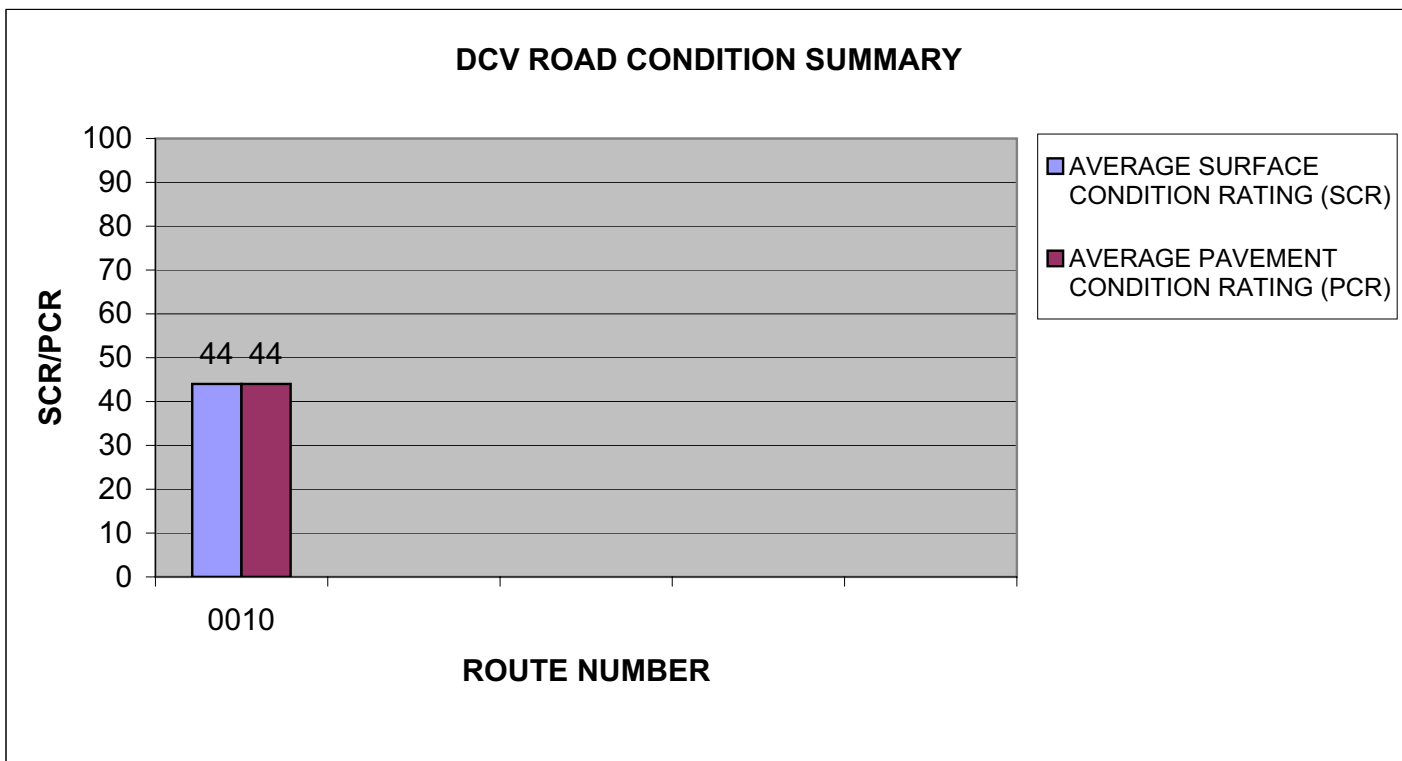 DCV ROAD CONDITION SUMMARY
100
90
80
70
60
50
40
30
20
10
0
SCR/PCR
44 44
0010
ROUTE NUMBER
AVERAGE SURFACE
CONDITION RATING (SCR)
AVERAGE PAVEMENT
CONDITION RATING (PCR)